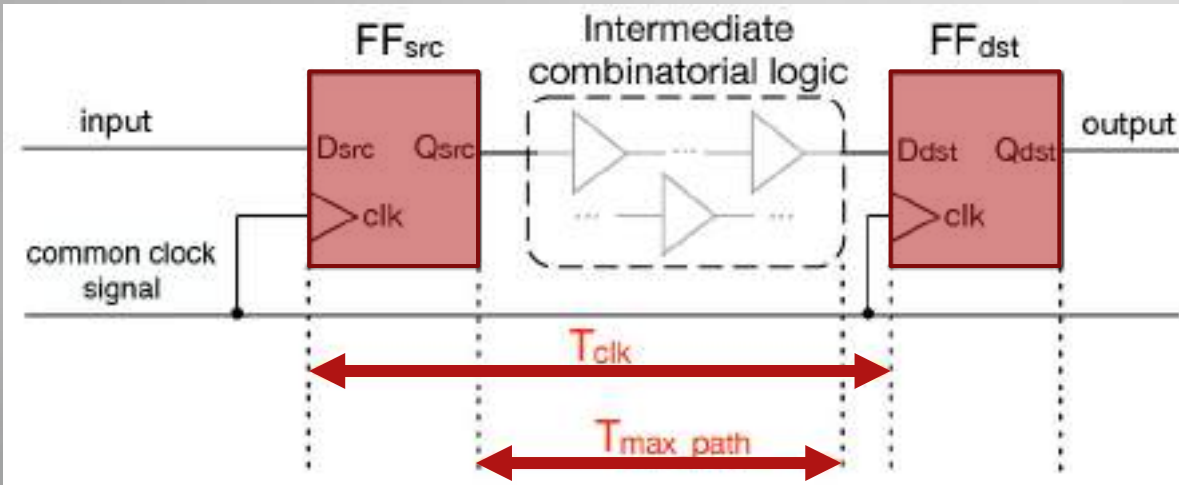 FFsrc
Intermediate
combinatorial logic
FFdst
input
output
Dsrc
Qsrc
...
Ddst
Qdst
clk
...
...
clk
common clock
signal
Tclk
Tmax_path